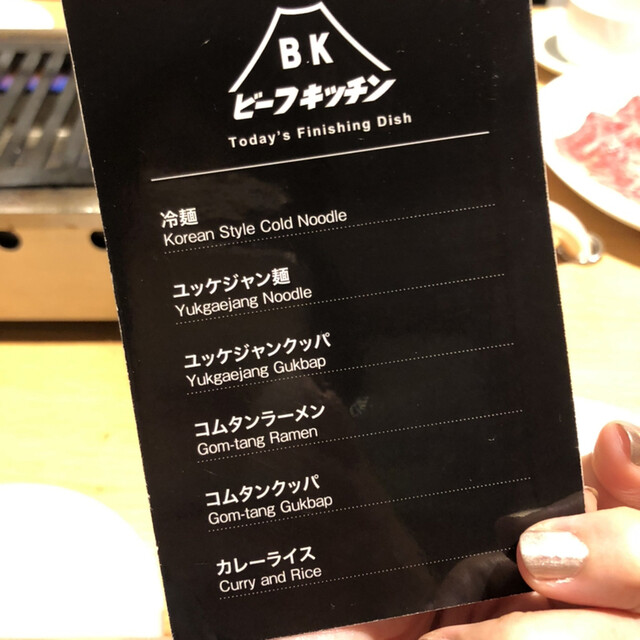 B.K
ビーフキッチン
Today's Finishing Dish
冷麺
Korean Style Cold Noodle
ユッケジャン麺
Yukgaejang Noodle
ユッケジャンクッパ
Yukgaejang Gukbap
コムタンラーメン
Gom-tang Ramen
コムタンクッパ
Gom-tang Gukbap
カレーライス
Curry and Rice